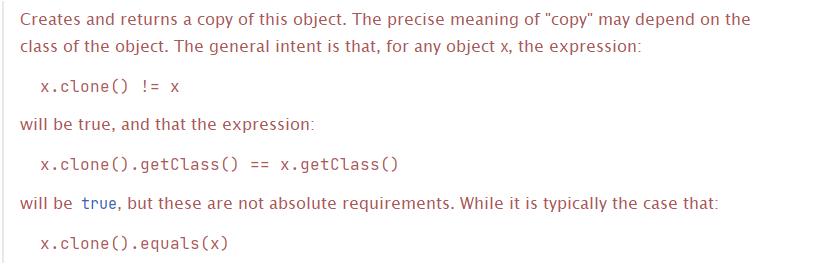 Creates and returns a copy of this object. The precise meaning of "copy" may depend on the
class of the object. The general intent is that, for any object x, the expression:
x.clone() != x
will be true, and that the expression:
x.clone().getClass() == x.getClass()
will be true, but these are not absolute requirements. While it is typically the case that:
x.clone().equals(x)